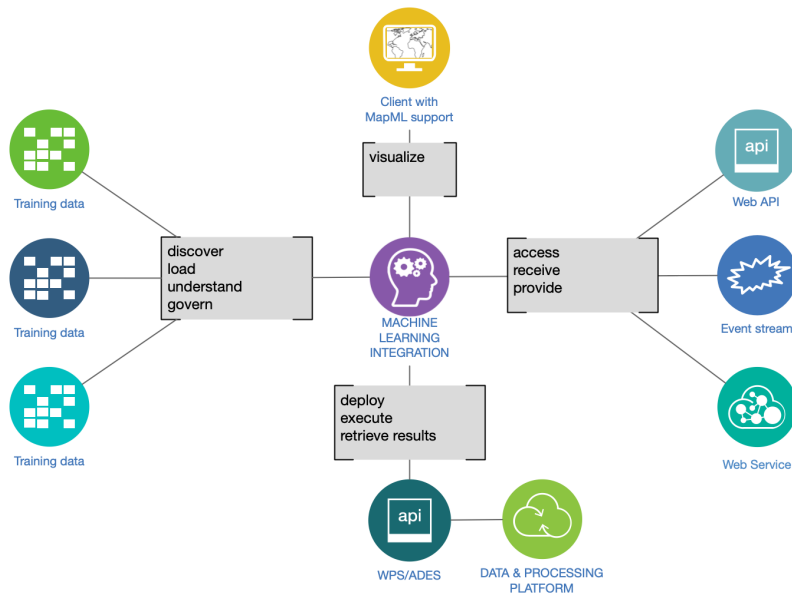 Client with
MapML support
visualize
Training data
Training data
Training data
discover
load
understand
govern
MACHINE
LEARNING
INTEGRATION
access
receive
provide
api
Web API
Event stream
Web Service
deploy
execute
retrieve results
api
WPS/ADES
DATA & PROCESSING
PLATFORM